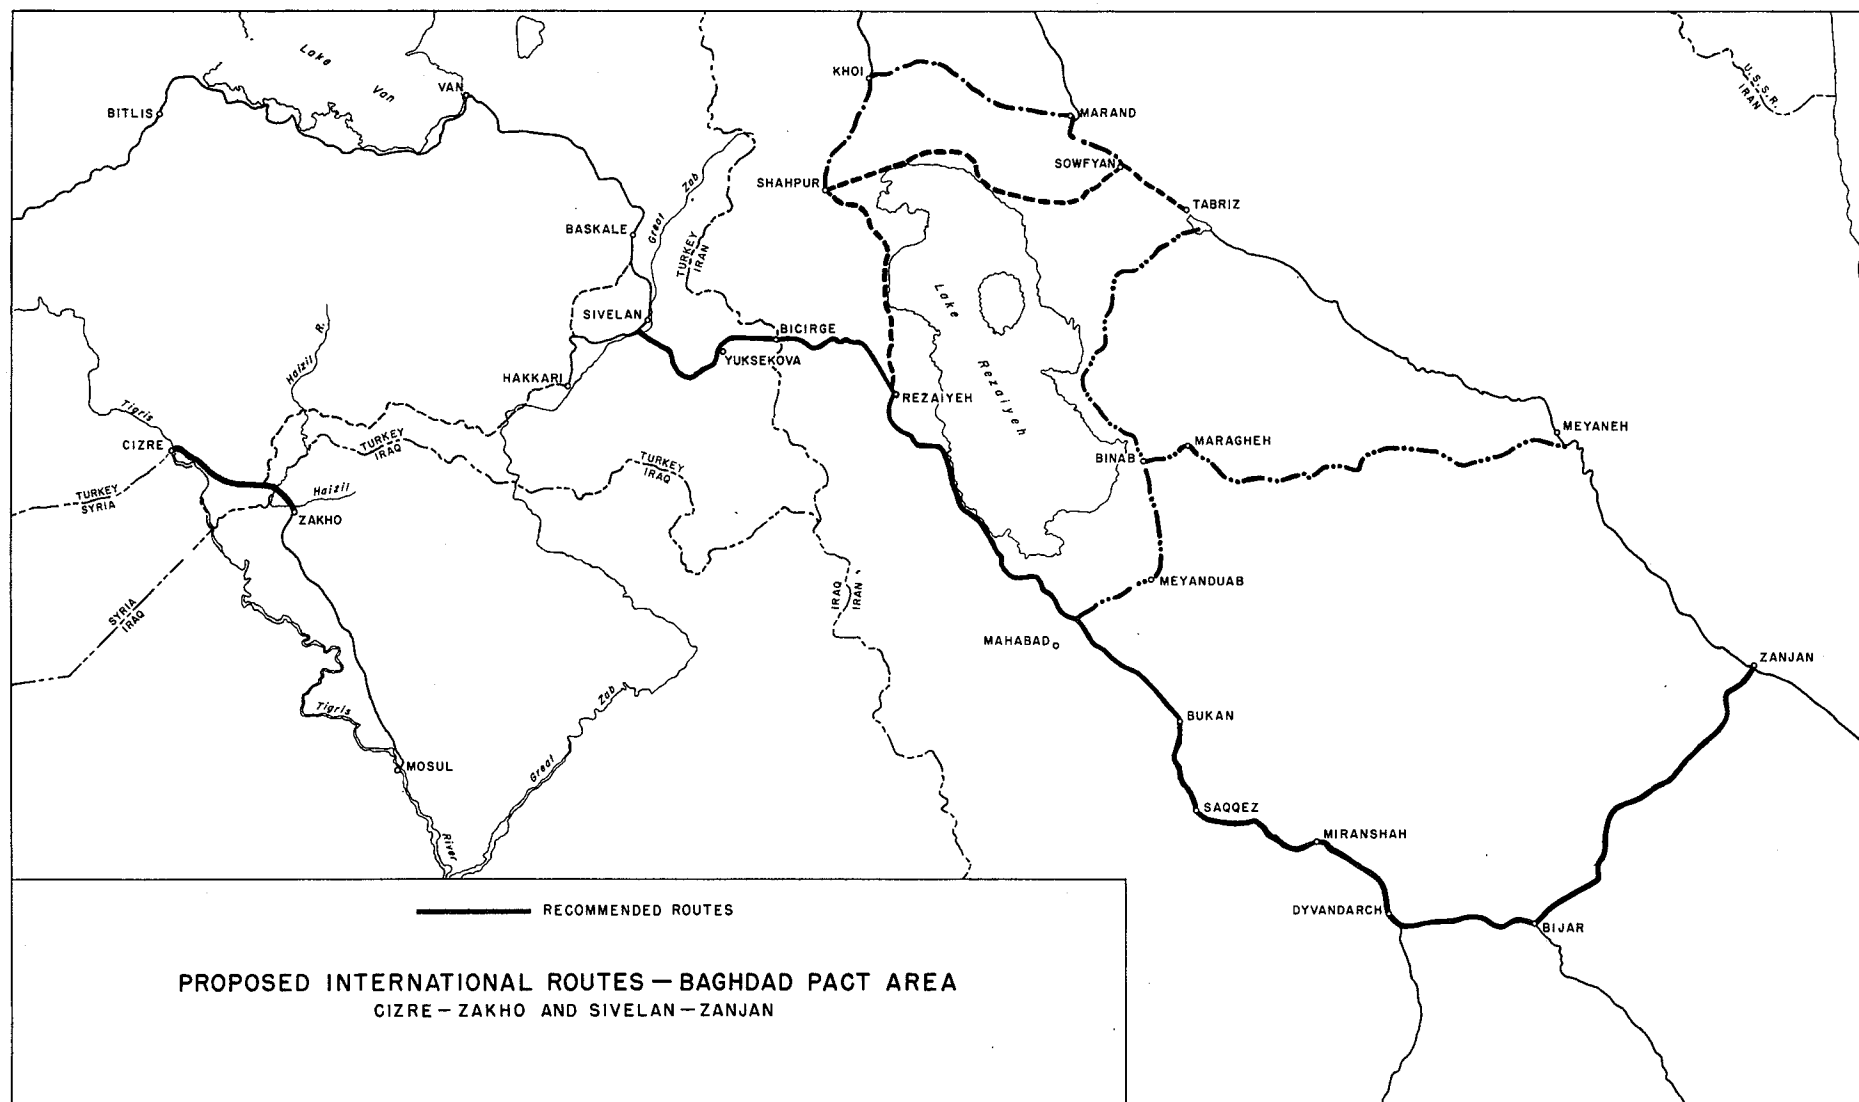 Lake
Van
VAN
BITLIS
KHOI
MARAND
SOWFYAN
SHAHPUR
TABRIZ
U.S.S.R.
IRAN
BASKALE
Great Zab
TURKEY
IRAN
SIVELAN
BICIRGE
YUKSEKOVA
HAKKARI
Haizil R.
Lake Rezaiyeh
REZAIYEH
Tigris
CIZRE
TURKEY
IRAQ
TURKEY
IRAQ
TURKEY
SYRIA
Haizil
ZAKHO
BINAB
MARAGHEH
MEYANEH
SYRIA
IRAQ
IRAQ
IRAN
MEYANDUAB
MAHABAD
ZANJAN
Tigris
Great Zab
MOSUL
River
BUKAN
SAQQEZ
MIRANSHAH
DYVANDARCH
BIJAR
RECOMMENDED ROUTES
PROPOSED INTERNATIONAL ROUTES — BAGHDAD PACT AREA
CIZRE — ZAKHO AND SIVELAN — ZANJAN